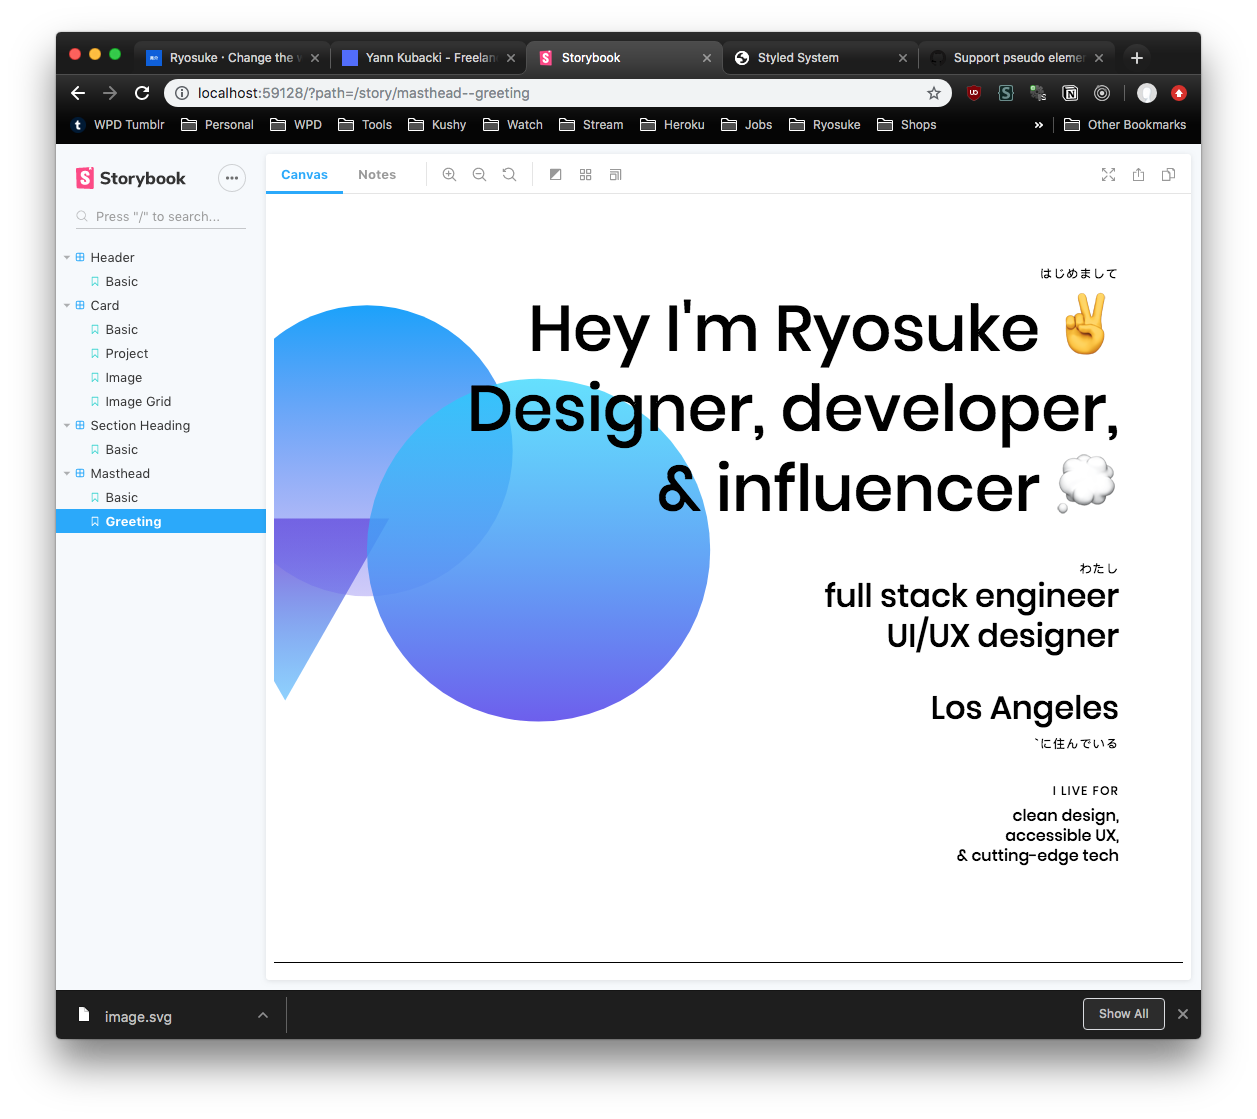 Ryosuke · Change the w
Yann Kubacki - Freelan
Storybook
Styled System
Support pseudo elemen
localhost:59128/?path=/story/masthead--greeting
WPD Tumblr
Personal
WPD
Tools
Kushy
Watch
Stream
Heroku
Jobs
Ryosuke
Shops
»
Other Bookmarks
Storybook
Press "/" to search...
Header
Basic
Card
Basic
Project
Image
Image Grid
Section Heading
Basic
Masthead
Basic
Greeting
Canvas
Notes
はじめまして
Hey I'm Ryosuke ✌️
Designer, developer,
& influencer 💭
わたし
full stack engineer
UI/UX designer
Los Angeles
`に住んでいる
I LIVE FOR
clean design,
accessible UX,
& cutting-edge tech
image.svg
Show All